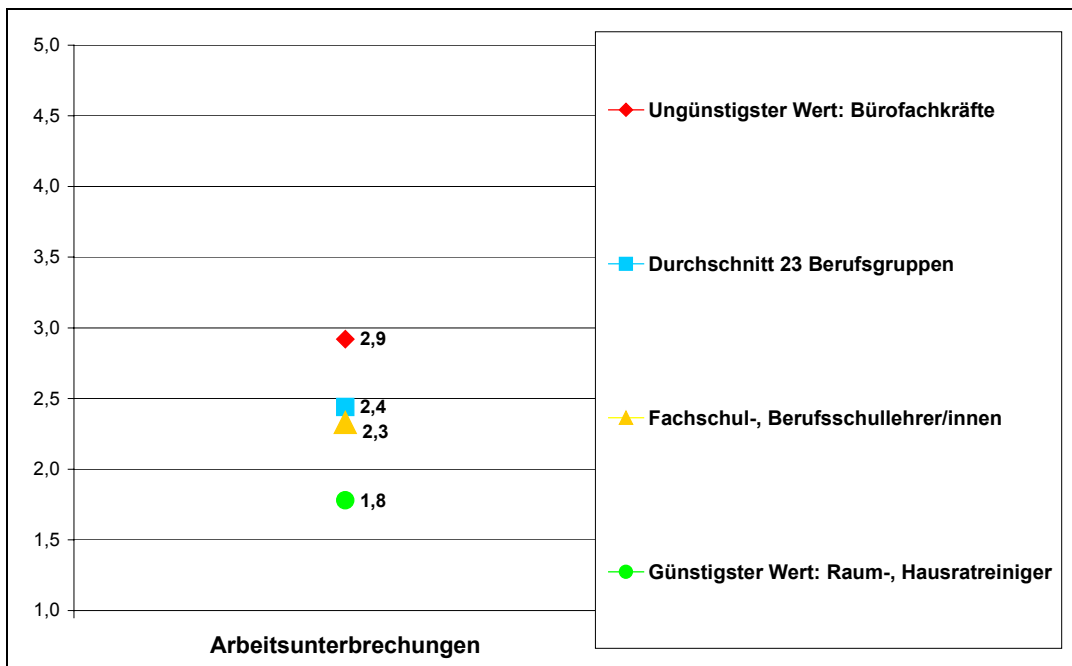 5,0
4,5
4,0
3,5
3,0
2,5
2,0
1,5
1,0
2,9
2,4
2,3
1,8
Arbeitsunterbrechungen
Ungünstigster Wert: Bürofachkräfte
Durchschnitt 23 Berufsgruppen
Fachschul-, Berufsschullehrer/innen
Günstigster Wert: Raum-, Hausratreiniger